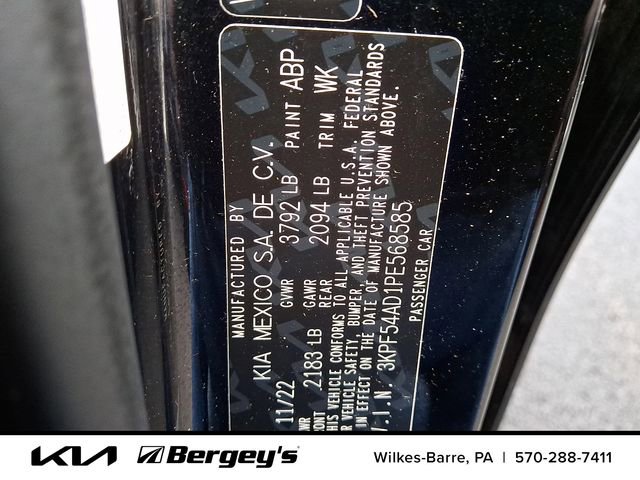 MANUFACTURED BY
KIA MEXICO S.A. DE C.V.
11/22 GVWR 3792 LB PAINT ABP
2183 LB GAWR REAR 2094 LB TRIM WK
THIS VEHICLE CONFORMS TO ALL APPLICABLE U.S.A. FEDERAL
VEHICLE SAFETY, BUMPER, AND THEFT PREVENTION STANDARDS
IN EFFECT ON THE DATE OF MANUFACTURE SHOWN ABOVE.
V.I.N. 3KPF54AD1PE568585
PASSENGER CAR
KIA Bergey's Wilkes-Barre, PA | 570-288-7411